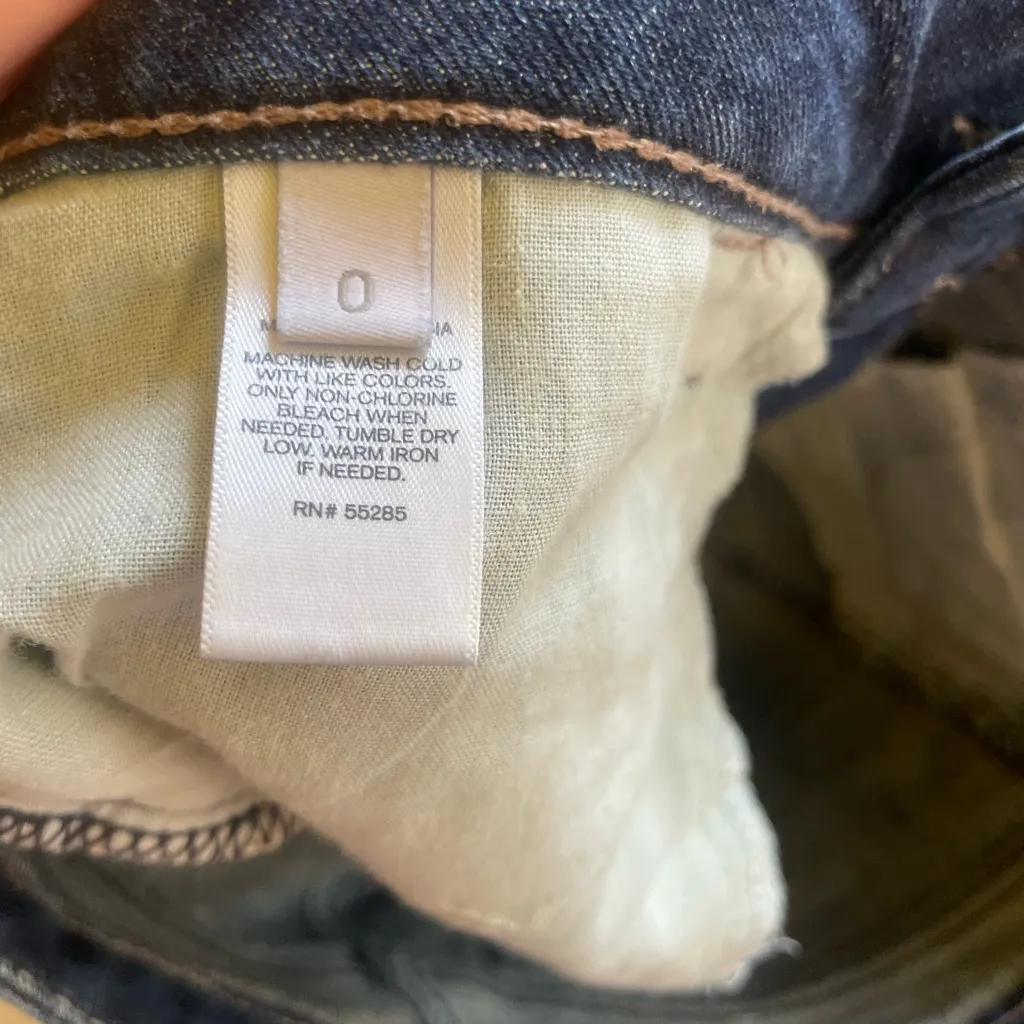 0
MACHINE WASH COLD
WITH LIKE COLORS.
ONLY NON-CHLORINE
BLEACH WHEN
NEEDED. TUMBLE DRY
LOW. WARM IRON
IF NEEDED.
RN# 55285